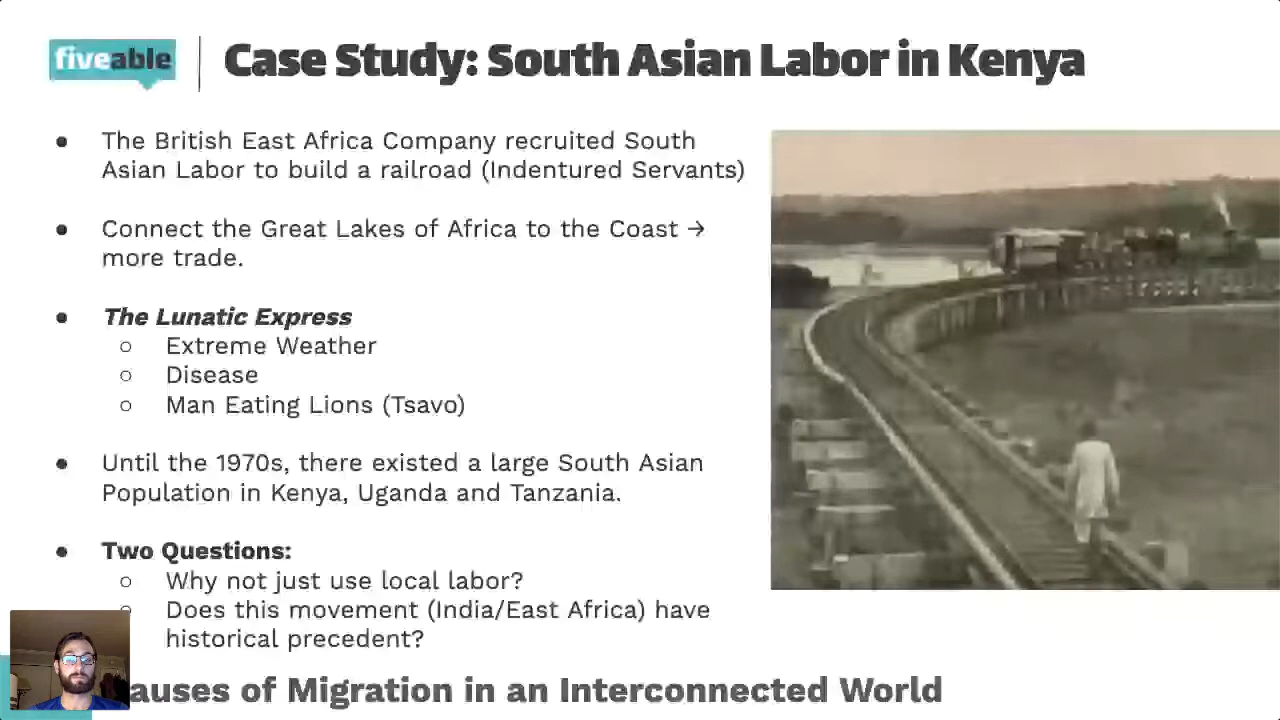 fiveable
Case Study: South Asian Labor in Kenya
● The British East Africa Company recruited South
Asian Labor to build a railroad (Indentured Servants)
● Connect the Great Lakes of Africa to the Coast →
more trade.
● The Lunatic Express
○ Extreme Weather
○ Disease
○ Man Eating Lions (Tsavo)
● Until the 1970s, there existed a large South Asian
Population in Kenya, Uganda and Tanzania.
● Two Questions:
○ Why not just use local labor?
○ Does this movement (India/East Africa) have
historical precedent?
auses of Migration in an Interconnected World